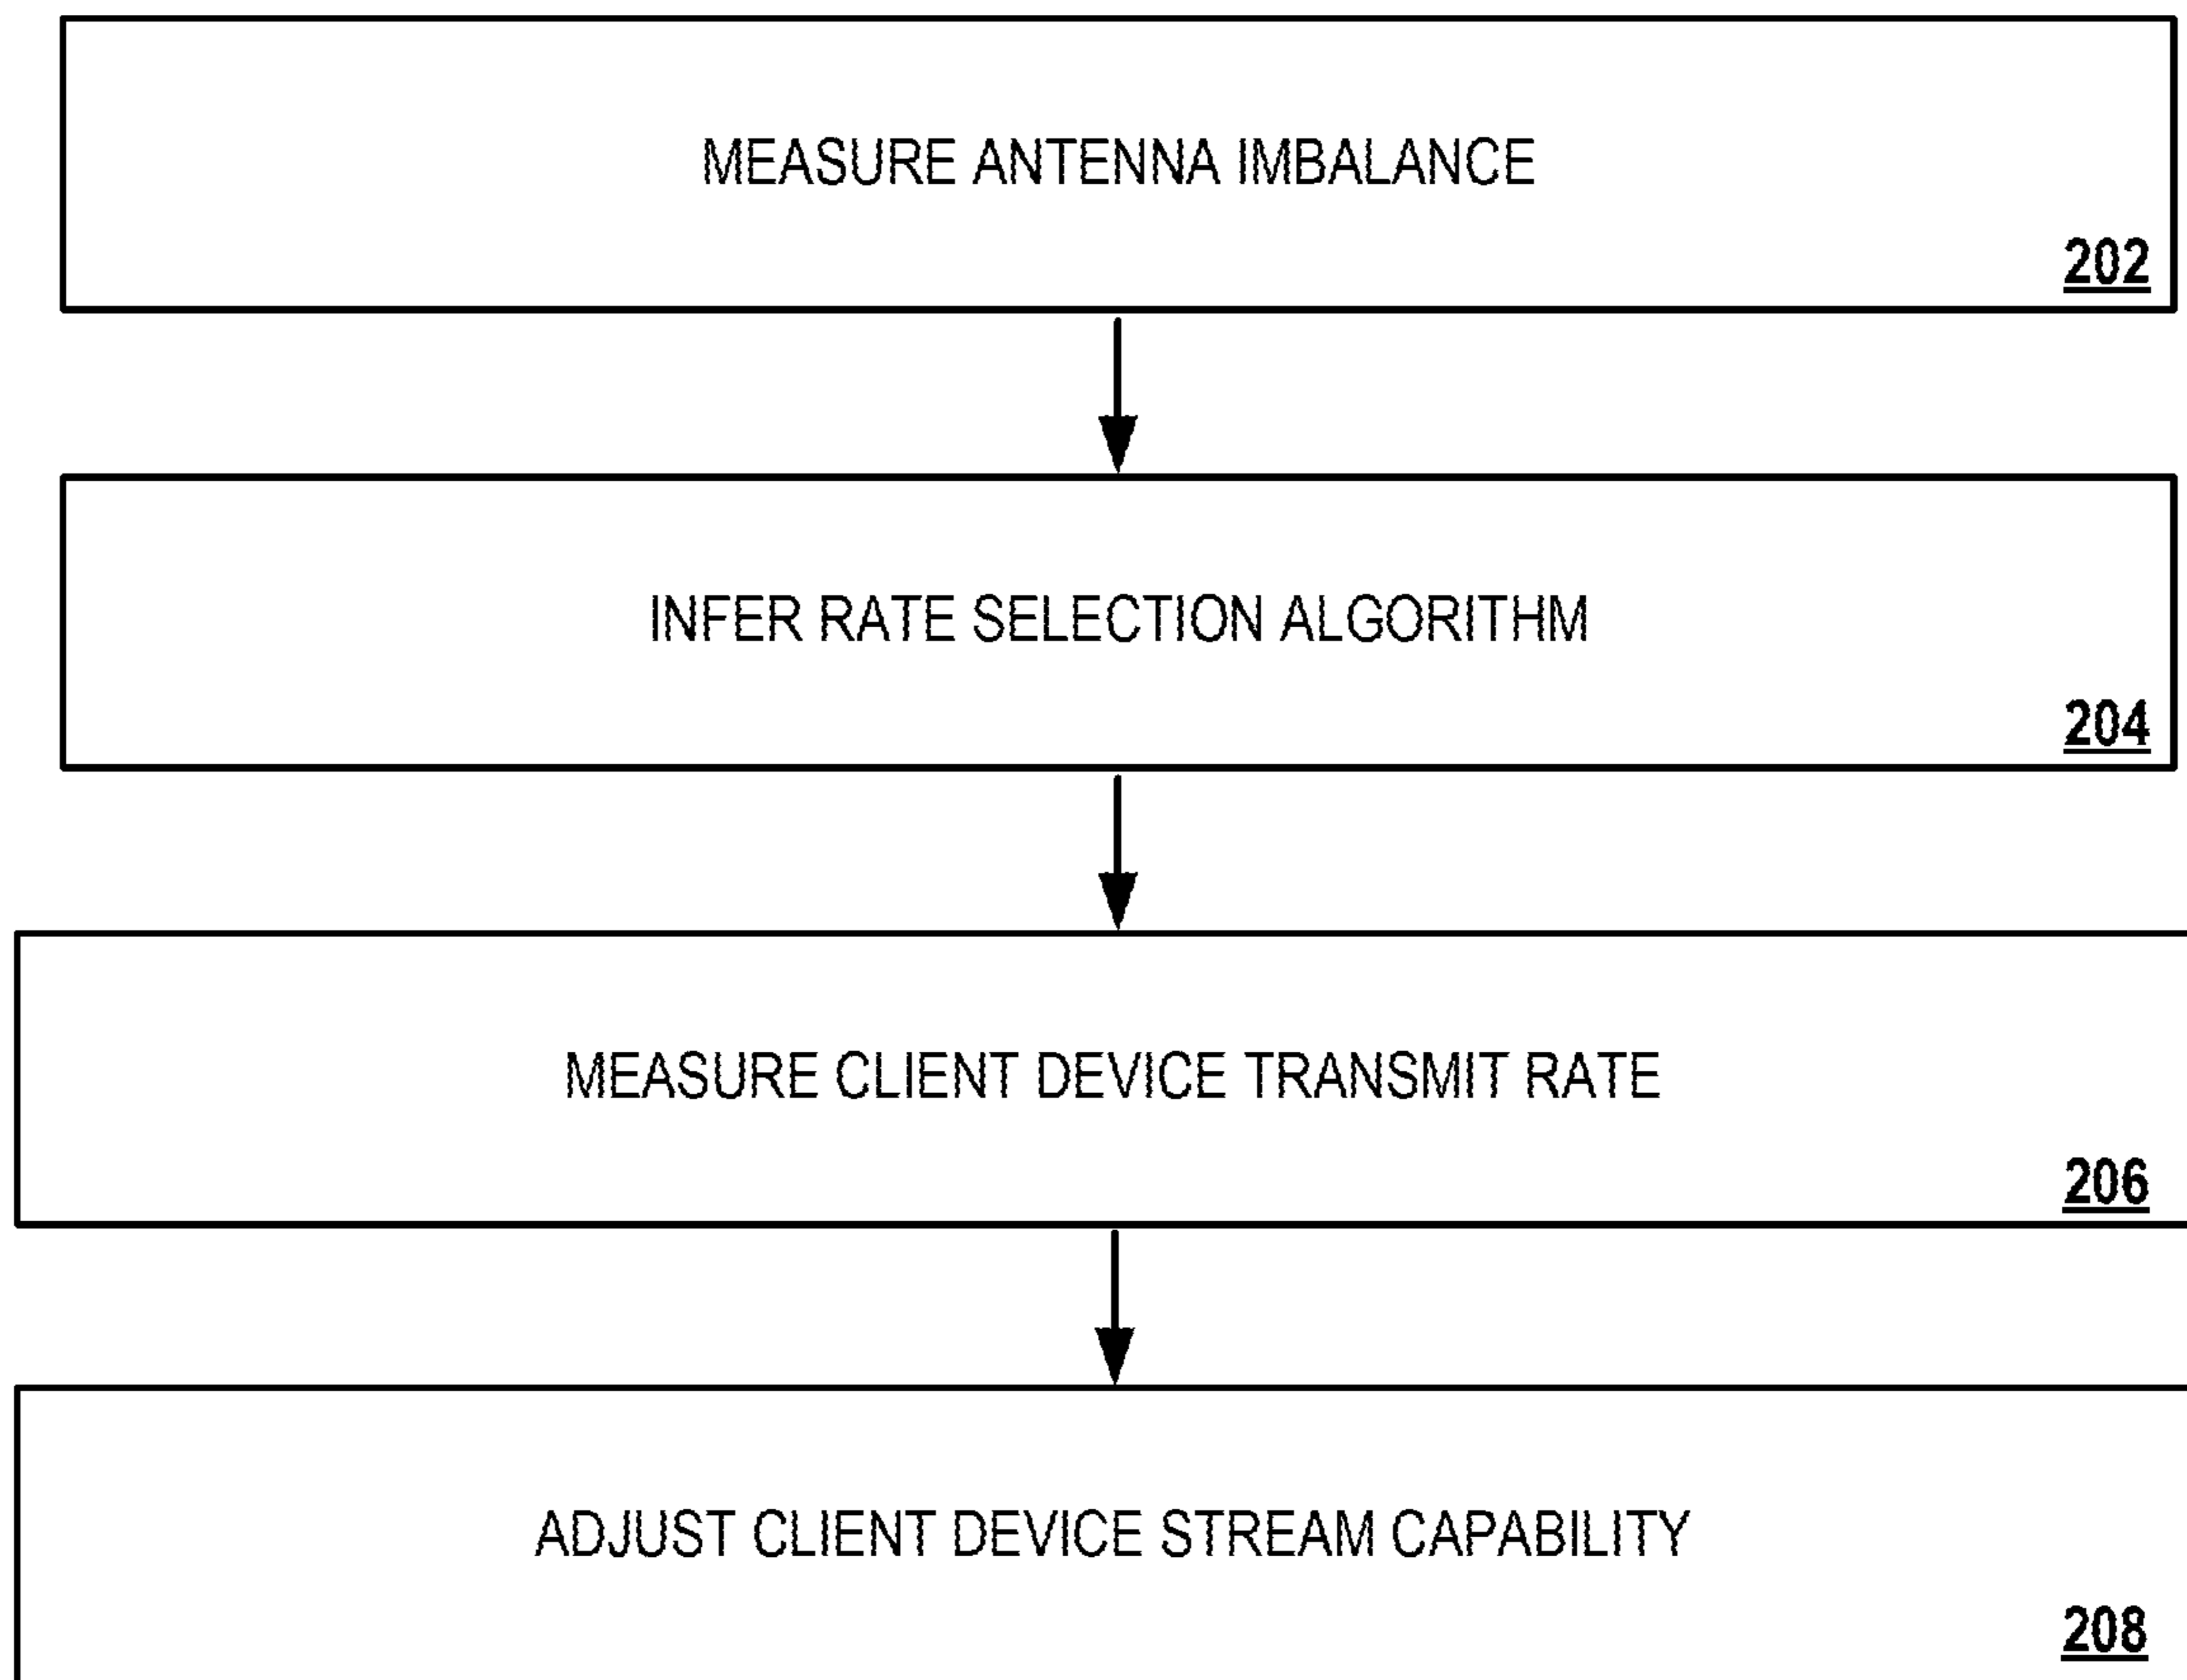 MEASURE ANTENNA IMBALANCE
202
INFER RATE SELECTION ALGORITHM
204
MEASURE CLIENT DEVICE TRANSMIT RATE
206
ADJUST CLIENT DEVICE STREAM CAPABILITY
208